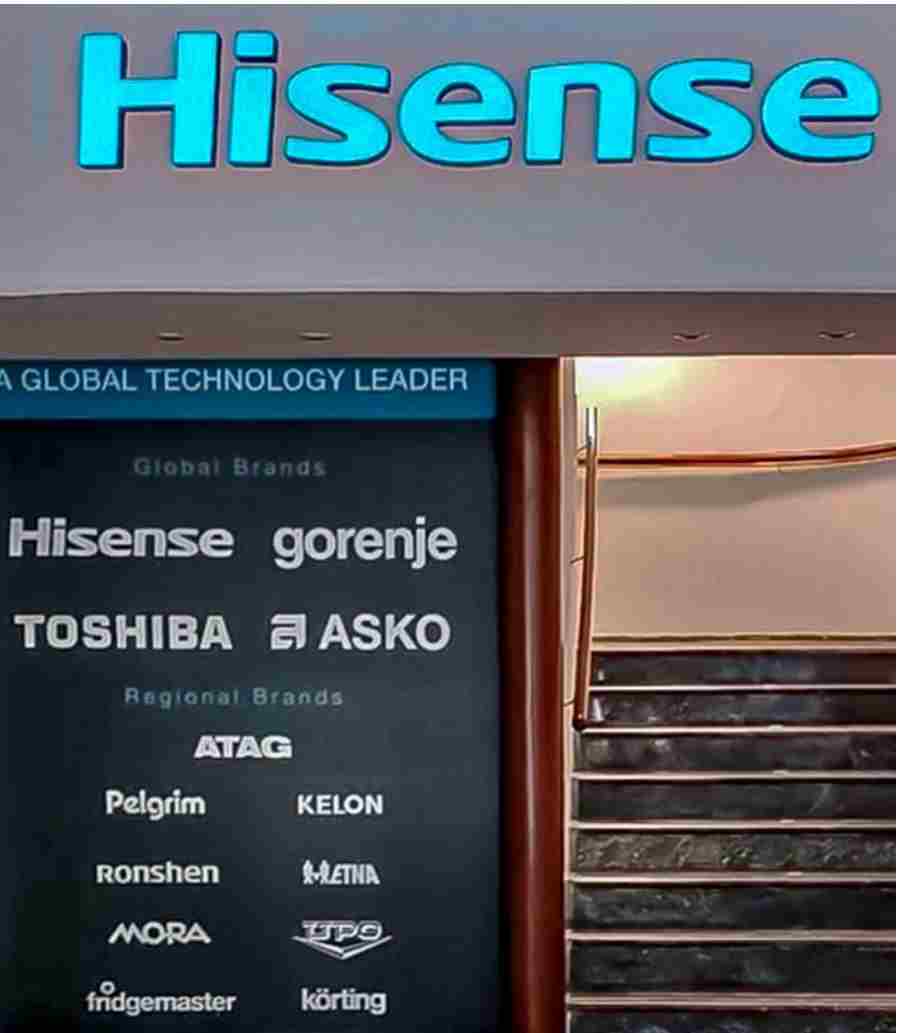 Hisense
A GLOBAL TECHNOLOGY LEADER
Global Brands
Hisense gorenje
TOSHIBA ASKO
Regional Brands
ATAG
Pelgrim KELON
Ronshen ETNA
MORA UPO
fridgemaster körting